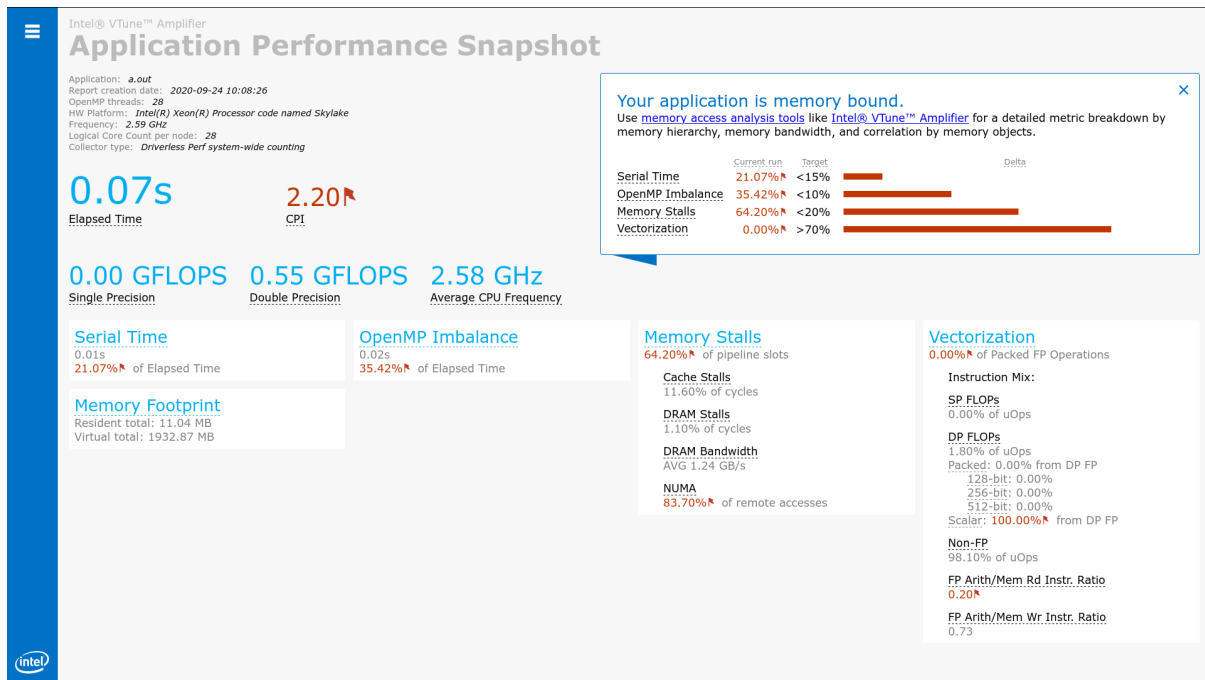 Intel® VTune™ Amplifier
Application Performance Snapshot
Application: a.out
Report creation date: 2020-09-24 10:08:26
OpenMP threads: 28
HW Platform: Intel(R) Xeon(R) Processor code named Skylake
Frequency: 2.59 GHz
Logical Core Count per node: 28
Collector type: Driverless Perf system-wide counting
0.07s
Elapsed Time
2.20
CPI
Your application is memory bound.
Use memory access analysis tools like Intel® VTune™ Amplifier for a detailed metric breakdown by
memory hierarchy, memory bandwidth, and correlation by memory objects.
Current run Target Delta
Serial Time 21.07% <15%
OpenMP Imbalance 35.42% <10%
Memory Stalls 64.20% <20%
Vectorization 0.00% >70%
0.00 GFLOPS
Single Precision
0.55 GFLOPS
Double Precision
2.58 GHz
Average CPU Frequency
Serial Time
0.01s
21.07% of Elapsed Time
Memory Footprint
Resident total: 11.04 MB
Virtual total: 1932.87 MB
OpenMP Imbalance
0.02s
35.42% of Elapsed Time
Memory Stalls
64.20% of pipeline slots
Cache Stalls
11.60% of cycles
DRAM Stalls
1.10% of cycles
DRAM Bandwidth
AVG 1.24 GB/s
NUMA
83.70% of remote accesses
Vectorization
0.00% of Packed FP Operations
Instruction Mix:
SP FLOPs
0.00% of uOps
DP FLOPs
1.80% of uOps
Packed: 0.00% from DP FP
128-bit: 0.00%
256-bit: 0.00%
512-bit: 0.00%
Scalar: 100.00% from DP FP
Non-FP
98.10% of uOps
FP Arith/Mem Rd Instr. Ratio
0.20
FP Arith/Mem Wr Instr. Ratio
0.73
intel